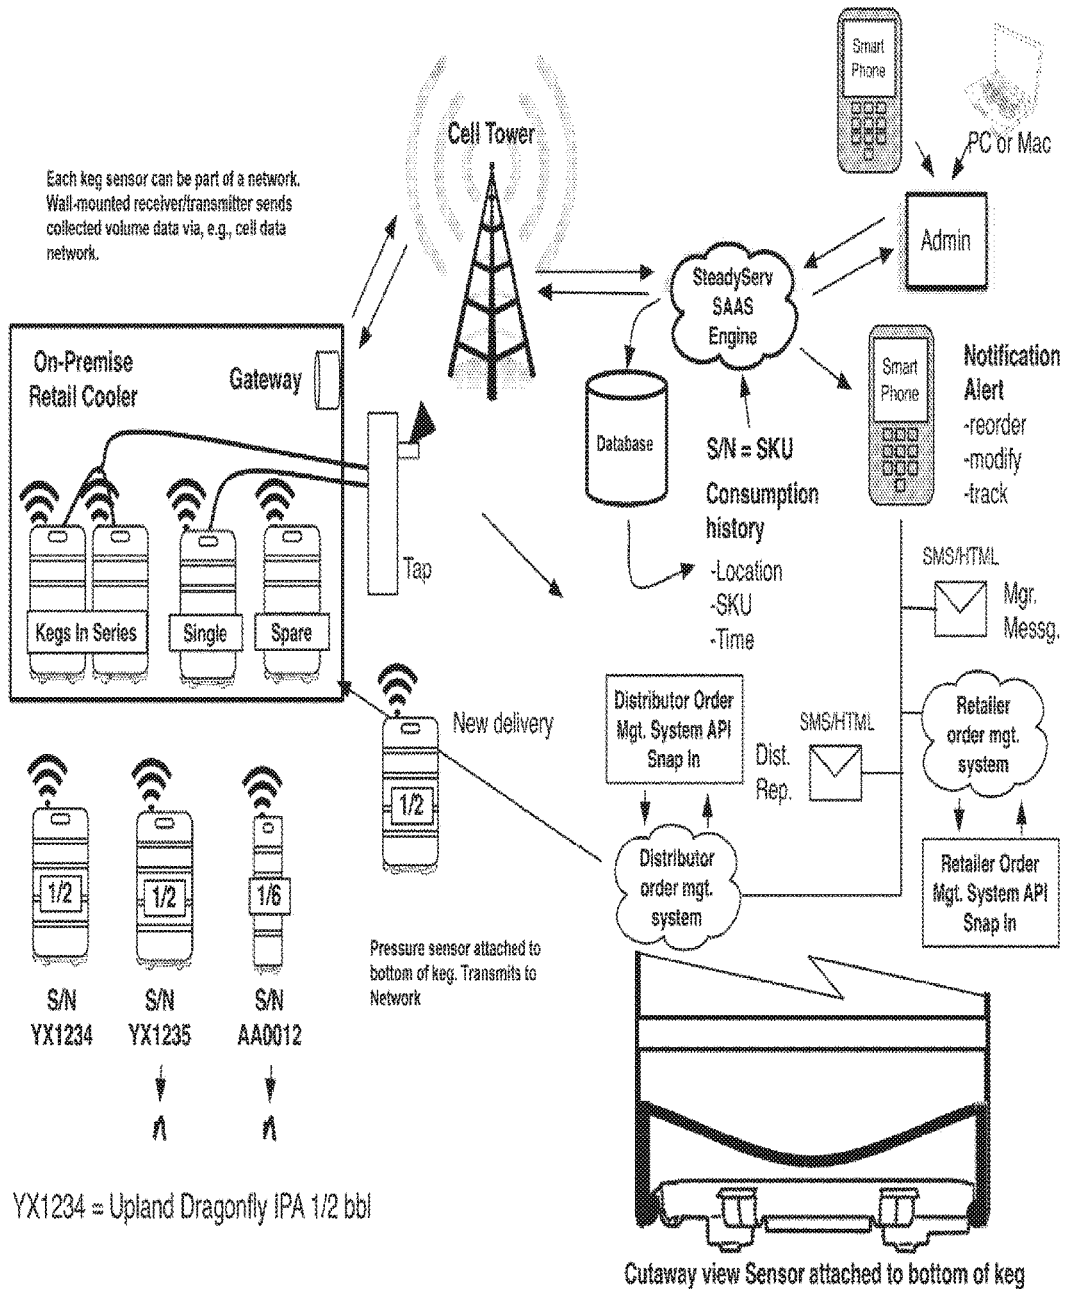 Smart
Phone
PC or Mac
Cell Tower
Each keg sensor can be part of a network.
Wall-mounted receiver/transmitter sends
collected volume data via, e.g., cell data
network.
Admin
SteadyServ
SAAS
Engine
On-Premise
Retail Cooler
Gateway
Smart
Phone
Notification
Alert
-reorder
-modify
-track
Database
S/N = SKU
Consumption
history
-Location
-SKU
-Time
Tap
Kegs In Series
Single
Spare
SMS/HTML
Mgr.
Messg.
New delivery
Distributor Order
Mgt. System API
Snap In
SMS/HTML
Dist.
Rep.
Retailer
order mgt.
system
1/2
1/2
1/2
1/6
Distributor
order mgt.
system
Retailer Order
Mgt. System API
Snap In
Pressure sensor attached to
bottom of keg. Transmits to
Network
S/N
YX1234
S/N
YX1235
S/N
AA0012
YX1234 = Upland Dragonfly IPA 1/2 bbl
Cutaway view Sensor attached to bottom of keg